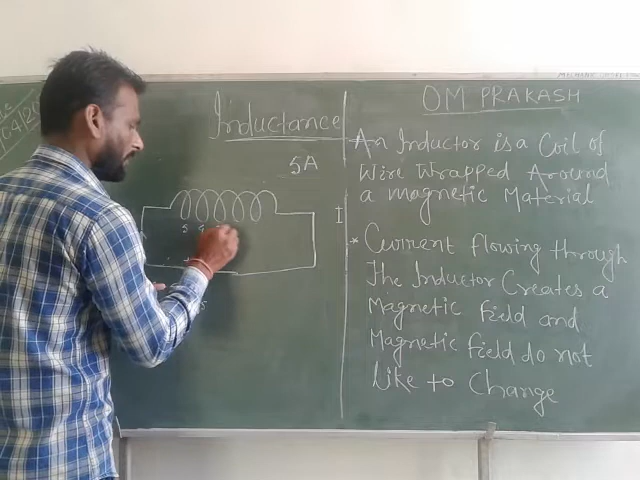 Inductance
5A
OM PRAKASH
An Inductor is a Coil of
Wire Wrapped Around
a magnetic Material
I
* Current flowing through
The Inductor Creates a
Magnetic field and
Magnetic field do not
like to Change